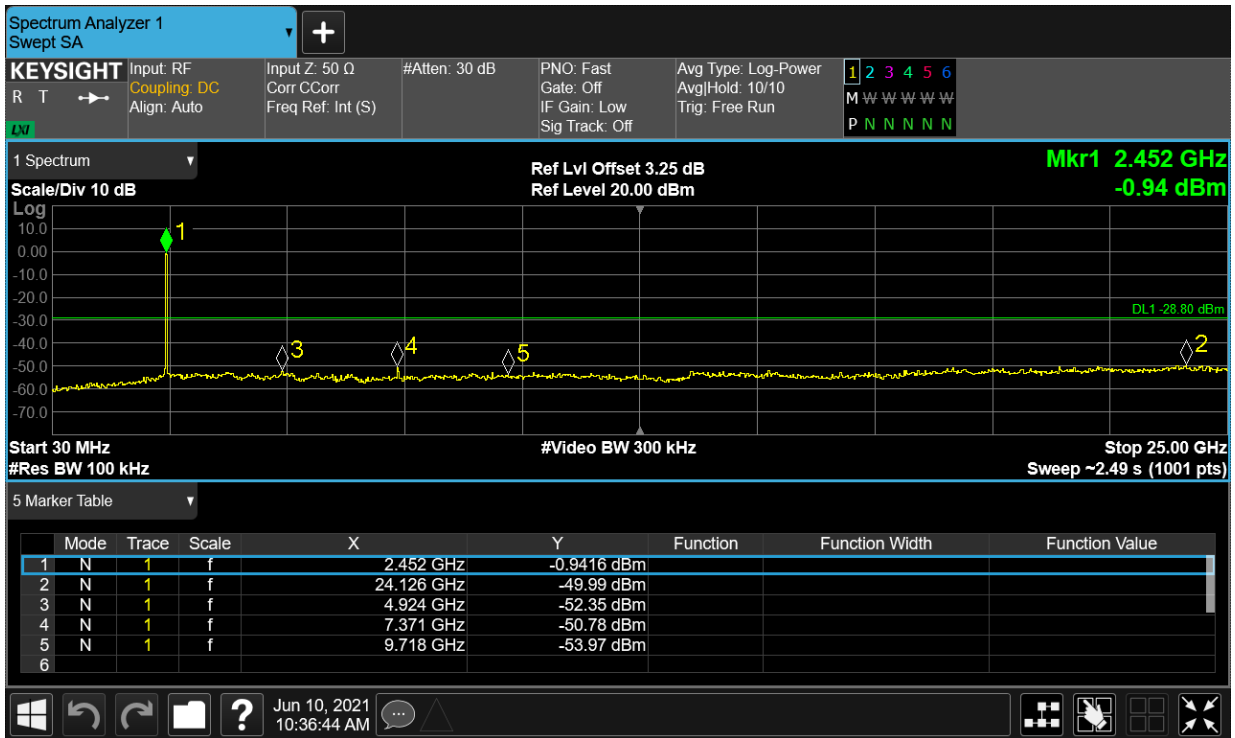 Spectrum Analyzer 1
Swept SA
KEYSIGHT
R T
LXI
Input: RF
Coupling: DC
Align: Auto
Input Z: 50 Ω
Corr CCorr
Freq Ref: Int (S)
#Atten: 30 dB
PNO: Fast
Gate: Off
IF Gain: Low
Sig Track: Off
Avg Type: Log-Power
Avg|Hold: 10/10
Trig: Free Run
1 2 3 4 5 6
M W W W W W
P N N N N N
1 Spectrum
Scale/Div 10 dB
Ref Lvl Offset 3.25 dB
Ref Level 20.00 dBm
Mkr1 2.452 GHz
-0.94 dBm
Log
10.0
0.00
-10.0
-20.0
-30.0
-40.0
-50.0
-60.0
-70.0
1
DL1 -28.80 dBm
3
4
5
2
Start 30 MHz
#Res BW 100 kHz
#Video BW 300 kHz
Stop 25.00 GHz
Sweep ~2.49 s (1001 pts)
5 Marker Table
Mode Trace Scale X Y Function Function Width Function Value
1 N 1 f 2.452 GHz -0.9416 dBm
2 N 1 f 24.126 GHz -49.99 dBm
3 N 1 f 4.924 GHz -52.35 dBm
4 N 1 f 7.371 GHz -50.78 dBm
5 N 1 f 9.718 GHz -53.97 dBm
6
?
Jun 10, 2021
10:36:44 AM